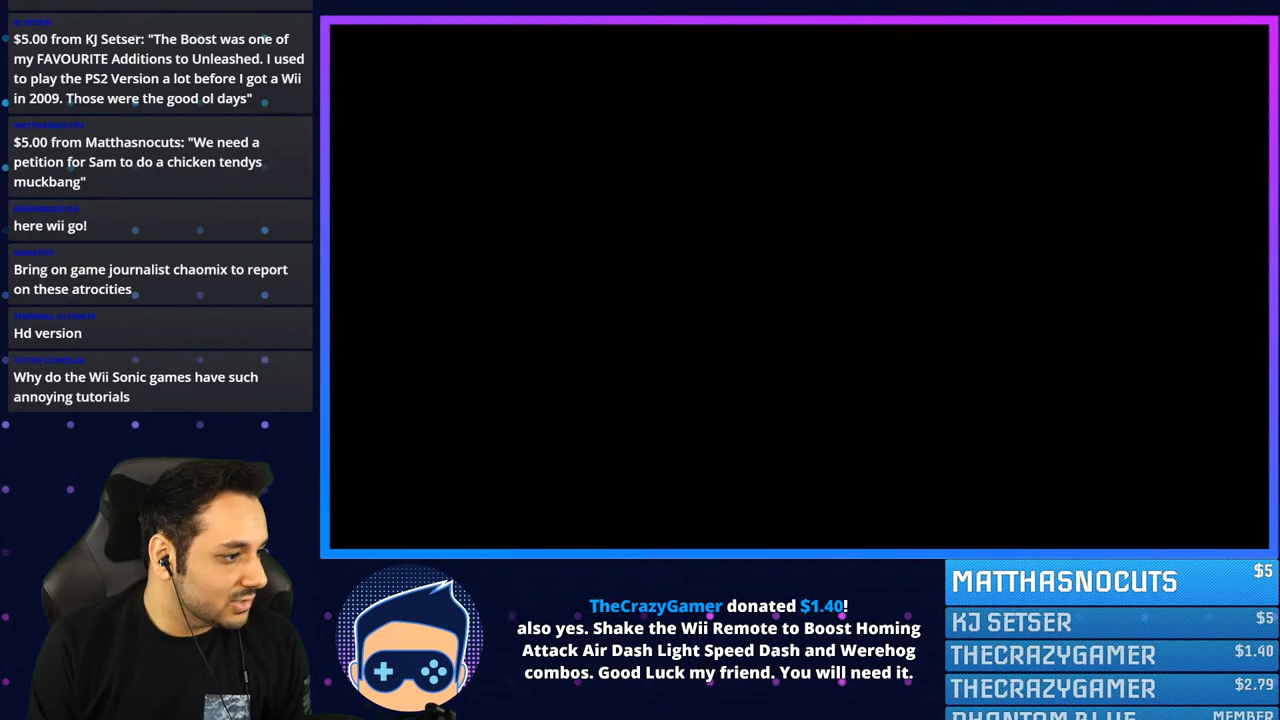 $5.00 from KJ Setser: "The Boost was one of
my FAVOURITE Additions to Unleashed. I used
to play the PS2 Version a lot before I got a Wii
in 2009. Those were the good ol days"
$5.00 from Matthasnocuts: "We need a
petition for Sam to do a chicken tendys
muckbang"
here wii go!
Bring on game journalist chaomix to report
on these atrocities
Hd version
Why do the Wii Sonic games have such
annoying tutorials
TheCrazyGamer donated $1.40!
also yes. Shake the Wii Remote to Boost Homing
Attack Air Dash Light Speed Dash and Werehog
combos. Good Luck my friend. You will need it.
MATTHASNOCUTS $5
KJ SETSER $5
THECRAZYGAMER $1.40
THECRAZYGAMER $2.79
PHANTOM BLUE MEMBER